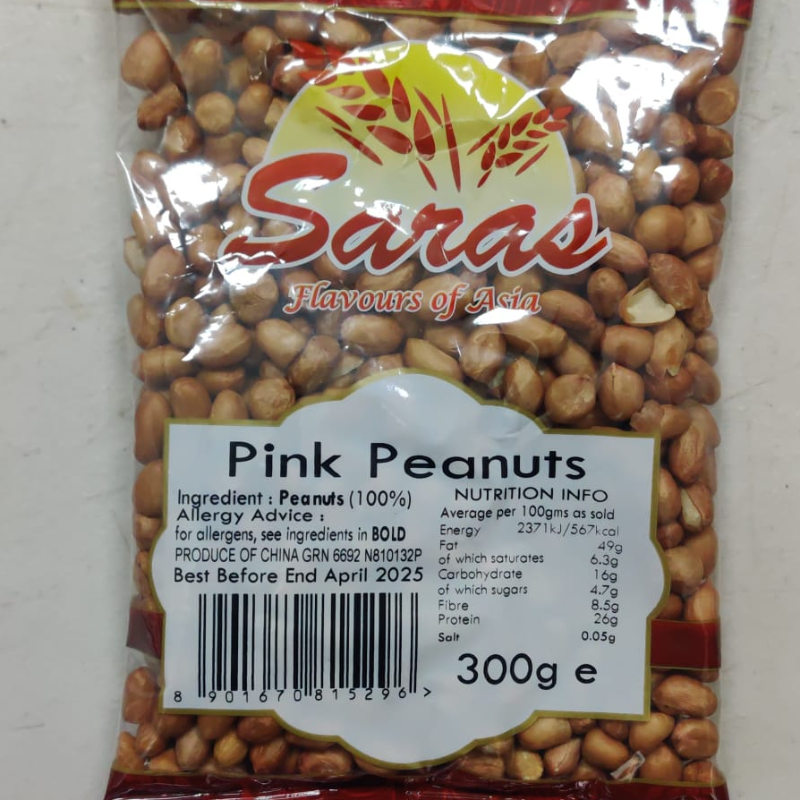 Saras
Flavours of Asia
Pink Peanuts
Ingredient : Peanuts (100%)
Allergy Advice :
for allergens, see ingredients in BOLD
PRODUCE OF CHINA GRN 6692 N810132P
Best Before End April 2025
8 901670 815296 >
NUTRITION INFO
Average per 100gms as sold
Energy 2371kJ/567kcal
Fat 49g
of which saturates 6.3g
Carbohydrate 16g
of which sugars 4.7g
Fibre 8.5g
Protein 26g
Salt 0.05g
300g e